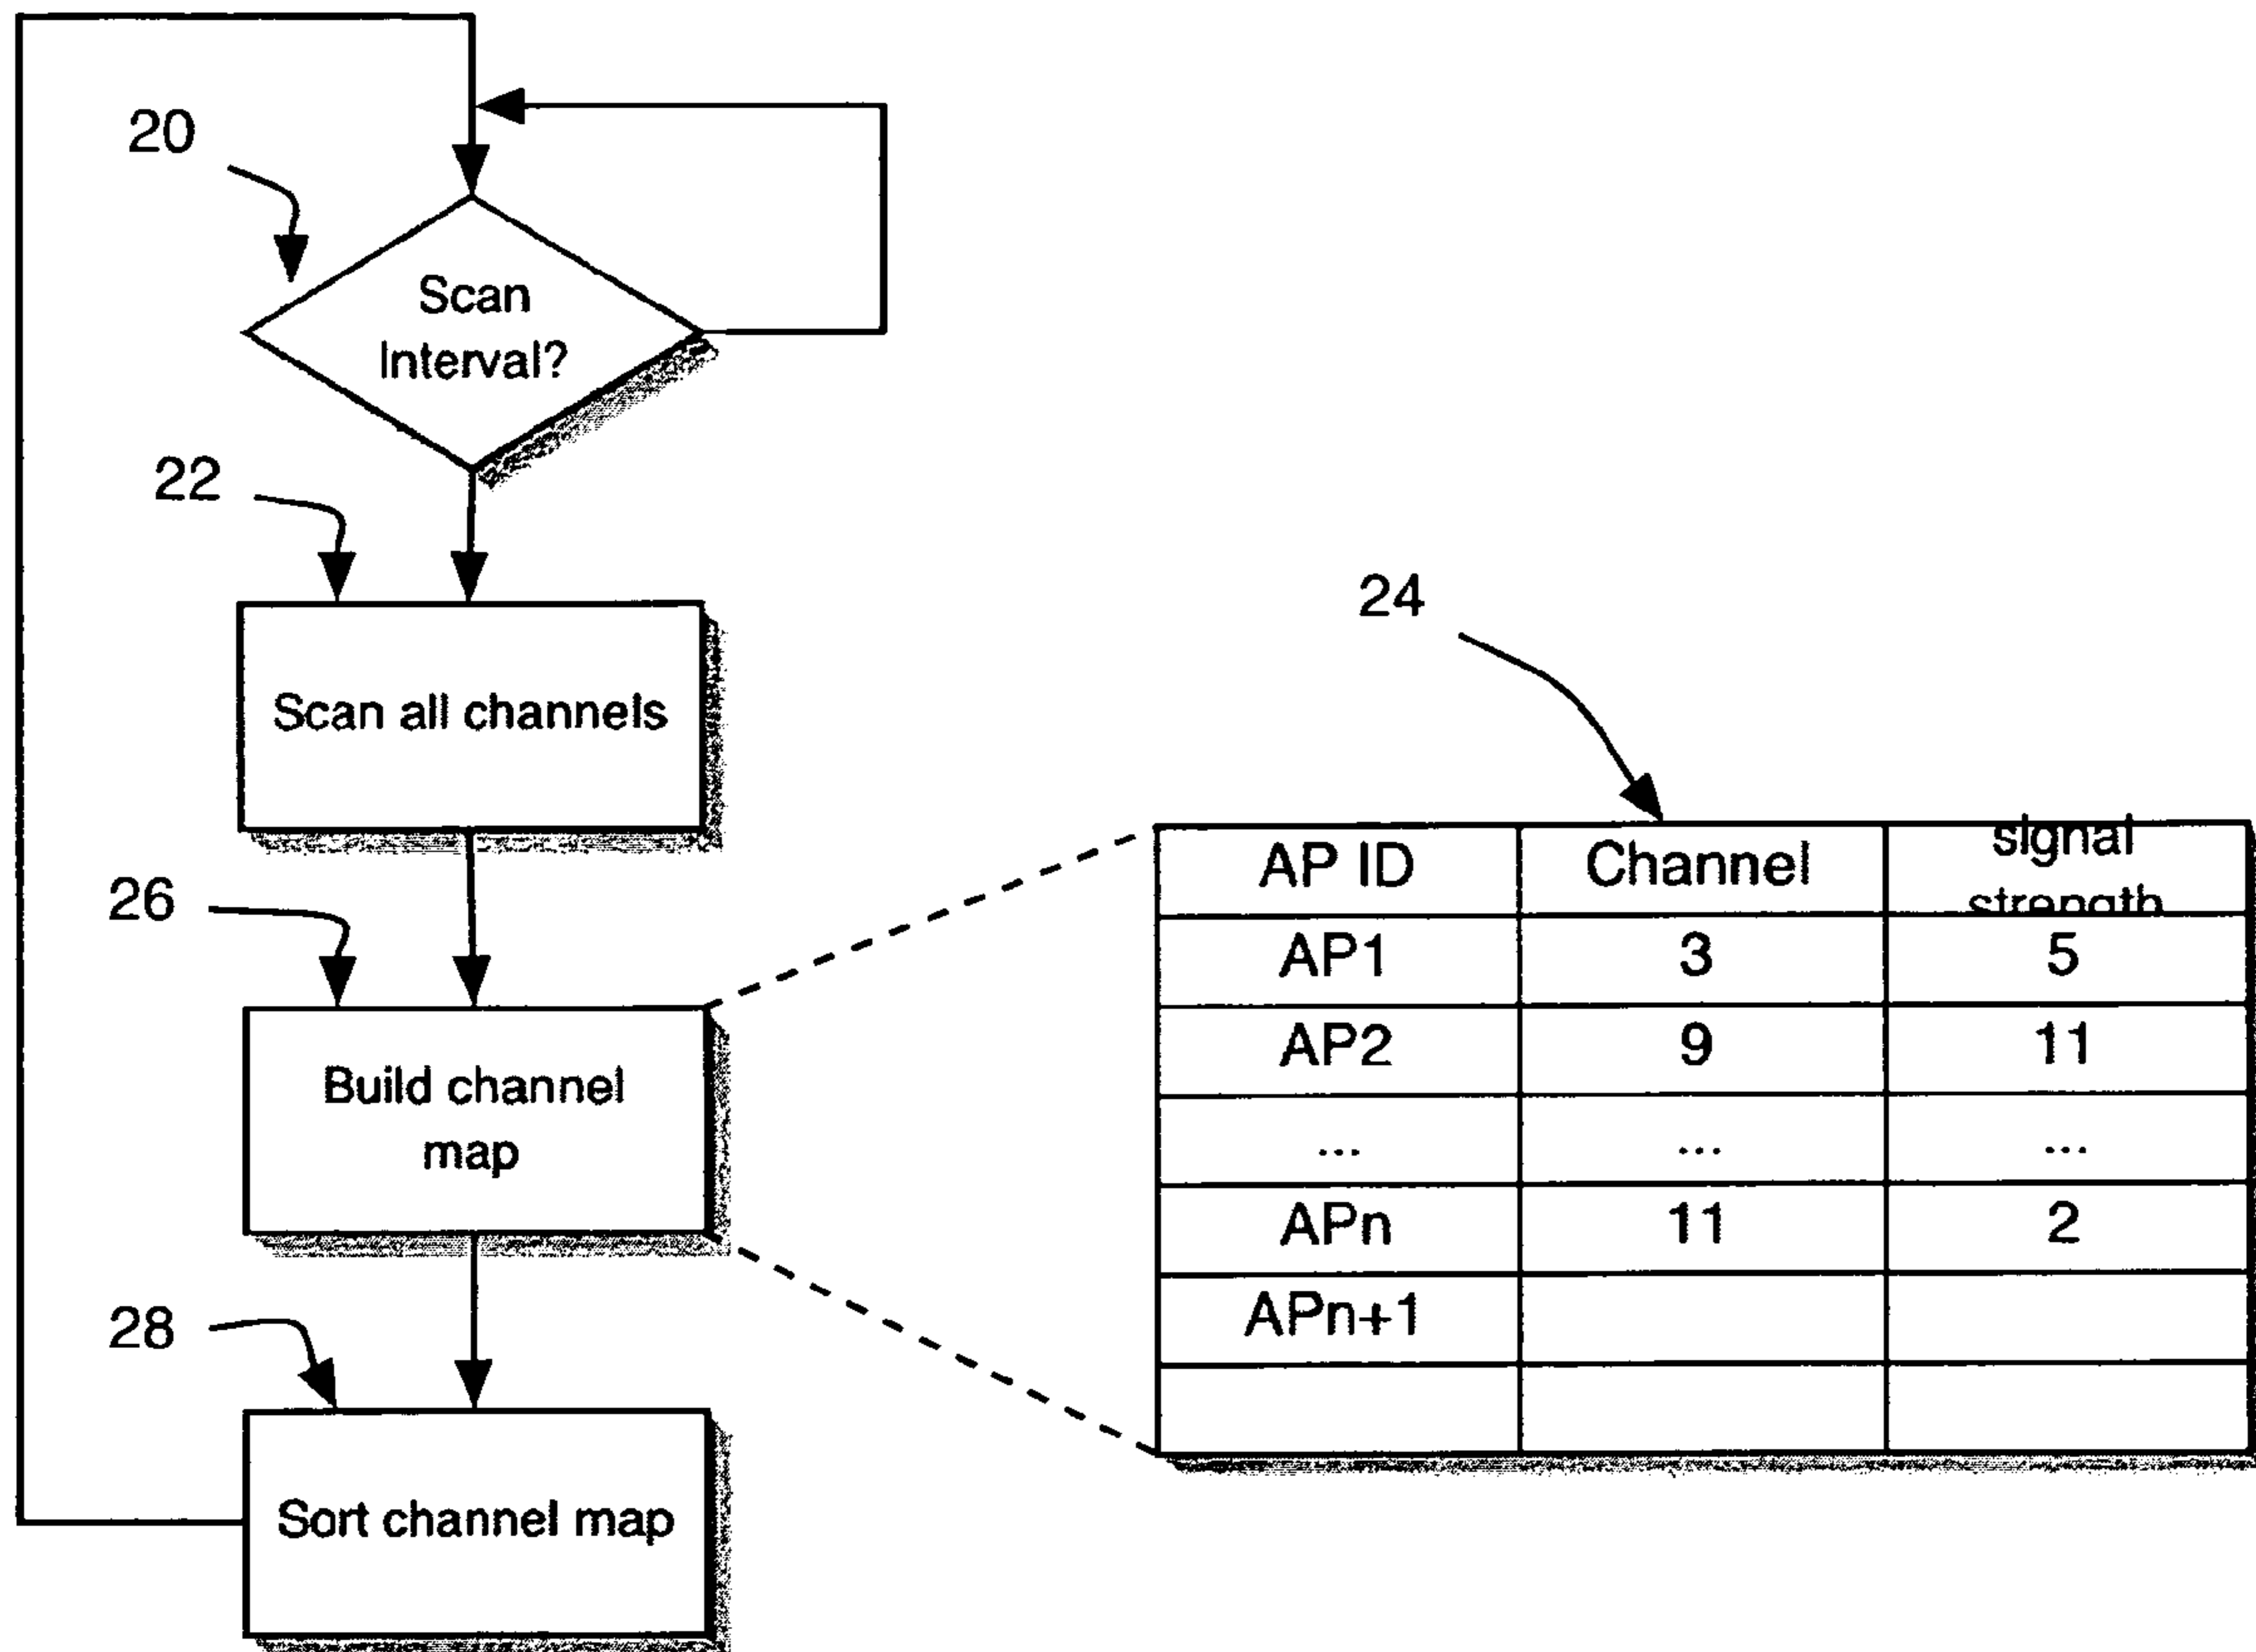 20
Scan
Interval?
22
Scan all channels
24
26
Build channel
map
28
Sort channel map
AP ID Channel signal
strength
AP1 3 5
AP2 9 11
... ... ...
APn 11 2
APn+1